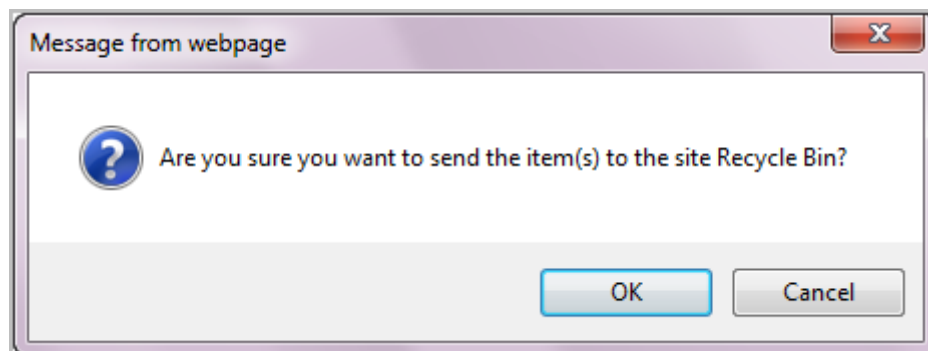 Message from webpage
Are you sure you want to send the item(s) to the site Recycle Bin?
OK
Cancel